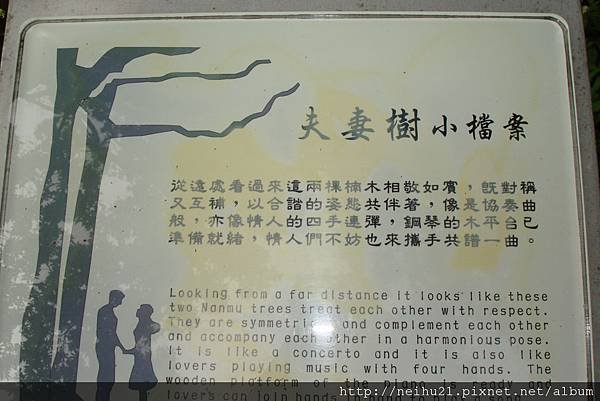 夫妻樹小檔案
從遠處看過來這兩棵楠木相敬如賓，既對稱
又互補，以合諧的姿態共伴著，像是協奏曲
般，亦像情人的四手連彈，鋼琴的木平台已
準備就緒，情人們不妨也來攜手共譜一曲。
Looking from a far distance it looks like these
two Nanmu trees treat each other with respect.
They are symmetrical and complement each other
and accompany each other in a harmonious pose.
It is like a concerto and it is also like
lovers playing music with four hands. The
wooden platform of the piano is ready and
lovers can join hands
http://neihu21.pixnet.net/album